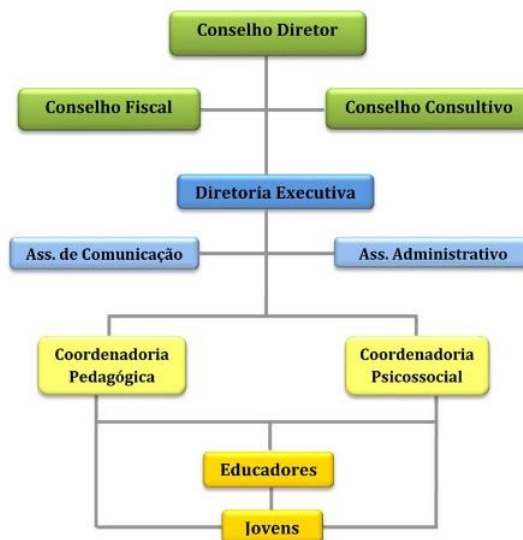 Conselho Diretor
Conselho Fiscal
Conselho Consultivo
Diretoria Executiva
Ass. de Comunicação
Ass. Administrativo
Coordenadoria
Pedagógica
Coordenadoria
Psicossocial
Educadores
Jovens